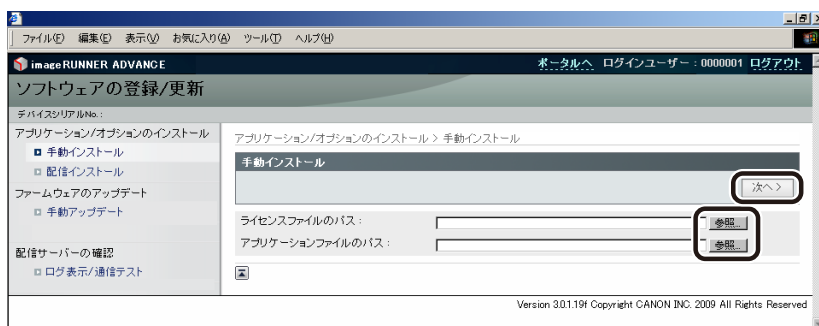 ファイル(F) 編集(E) 表示(V) お気に入り(A) ツール(T) ヘルプ(H)
imageRUNNER ADVANCE ポータルへ ログインユーザー : 0000001 ログアウト
ソフトウェアの登録/更新
デバイスシリアルNo. :
アプリケーション/オプションのインストール
手動インストール
配信インストール
ファームウェアのアップデート
手動アップデート
配信サーバーの確認
ログ表示/通信テスト
アプリケーション/オプションのインストール > 手動インストール
手動インストール
次へ >
ライセンスファイルのパス : 参照...
アプリケーションファイルのパス : 参照...
Version 3.0.1.19f Copyright CANON INC. 2009 All Rights Reserved